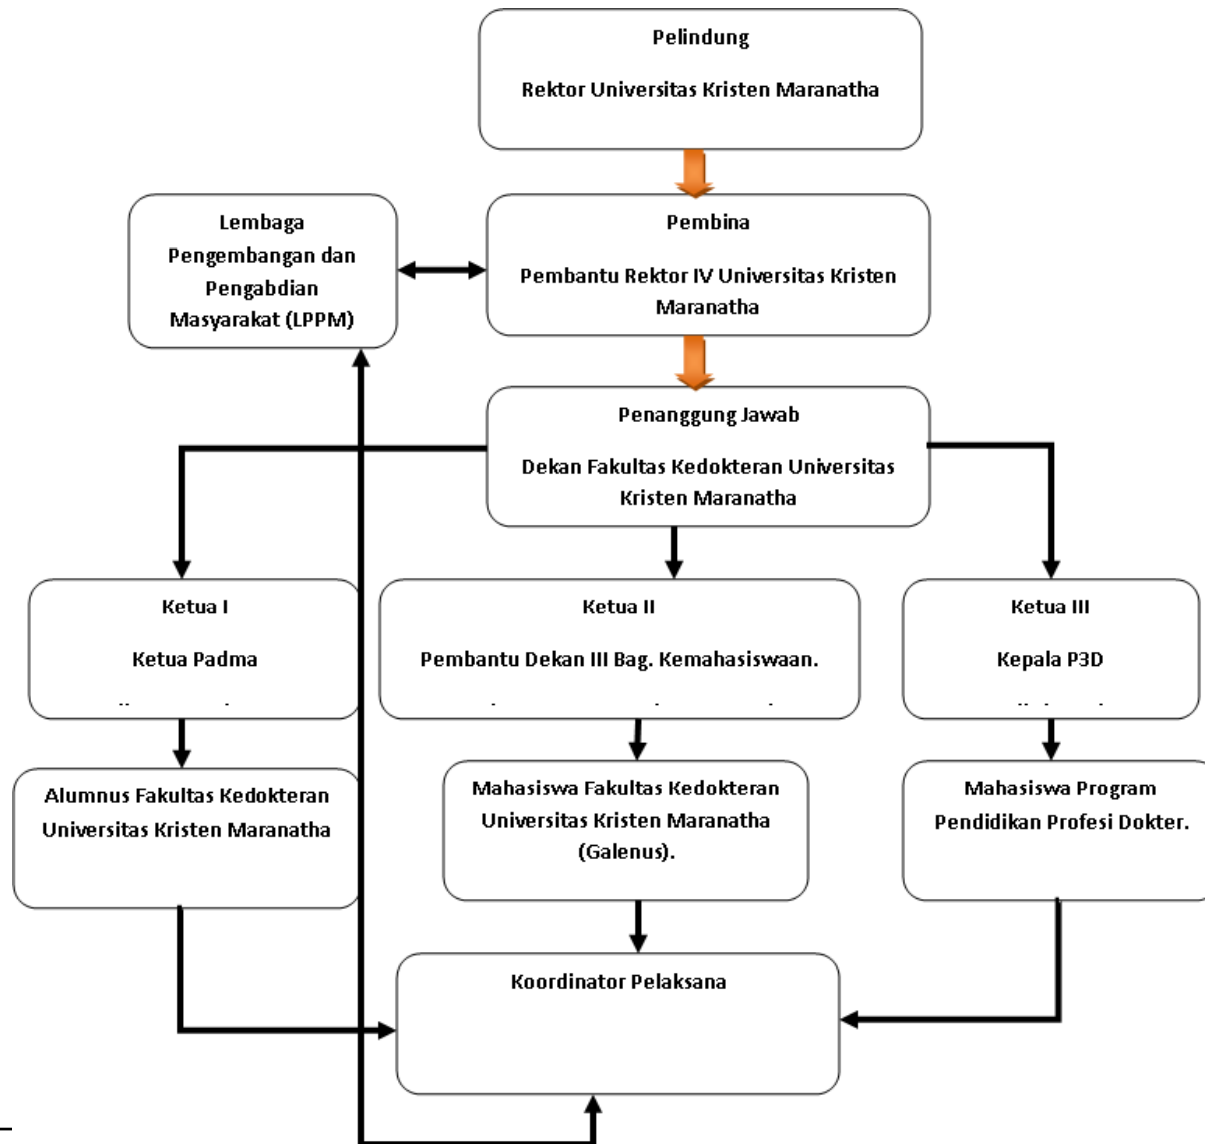 Pelindung
Rektor Universitas Kristen Maranatha
Lembaga
Pengembangan dan
Pengabdian
Masyarakat (LPPM)
Pembina
Pembantu Rektor IV Universitas Kristen
Maranatha
Penanggung Jawab
Dekan Fakultas Kedokteran Universitas
Kristen Maranatha
Ketua I
Ketua Padma
Ketua II
Pembantu Dekan III Bag. Kemahasiswaan.
Ketua III
Kepala P3D
Alumnus Fakultas Kedokteran
Universitas Kristen Maranatha
Mahasiswa Fakultas Kedokteran
Universitas Kristen Maranatha
(Galenus).
Mahasiswa Program
Pendidikan Profesi Dokter.
Koordinator Pelaksana